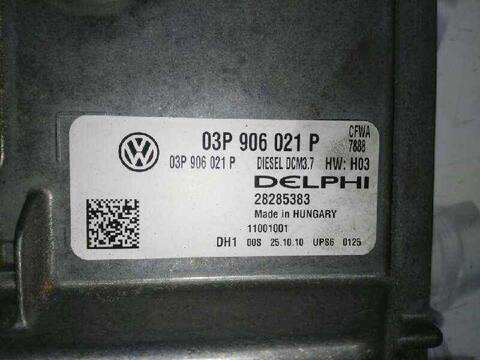 03P 906 021 P
CFWA
7888
03P 906 021 P DIESEL DCM3.7 HW: H03
DELPHI
28285383
Made in HUNGARY
11001001
DH1 00S 25.10.10 UPS6 0125